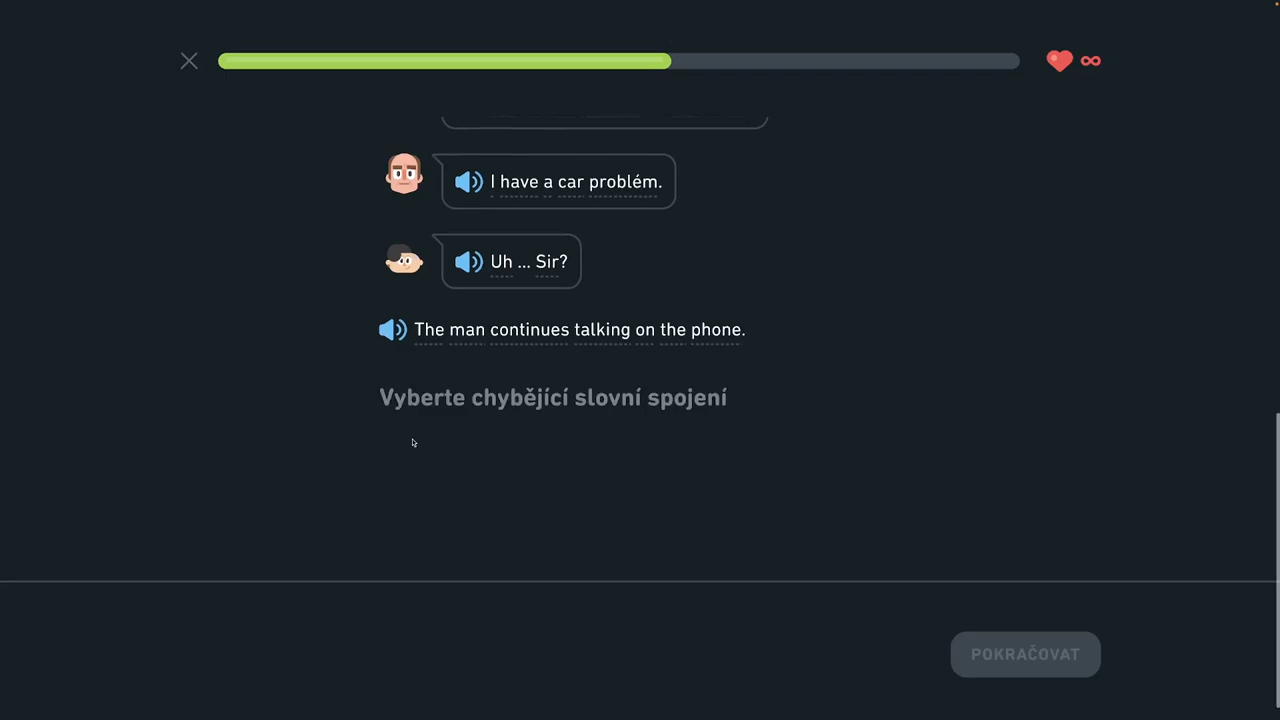 I have a car problém.
Uh ... Sir?
The man continues talking on the phone.
Vyberte chybějící slovní spojení
POKRAČOVAT